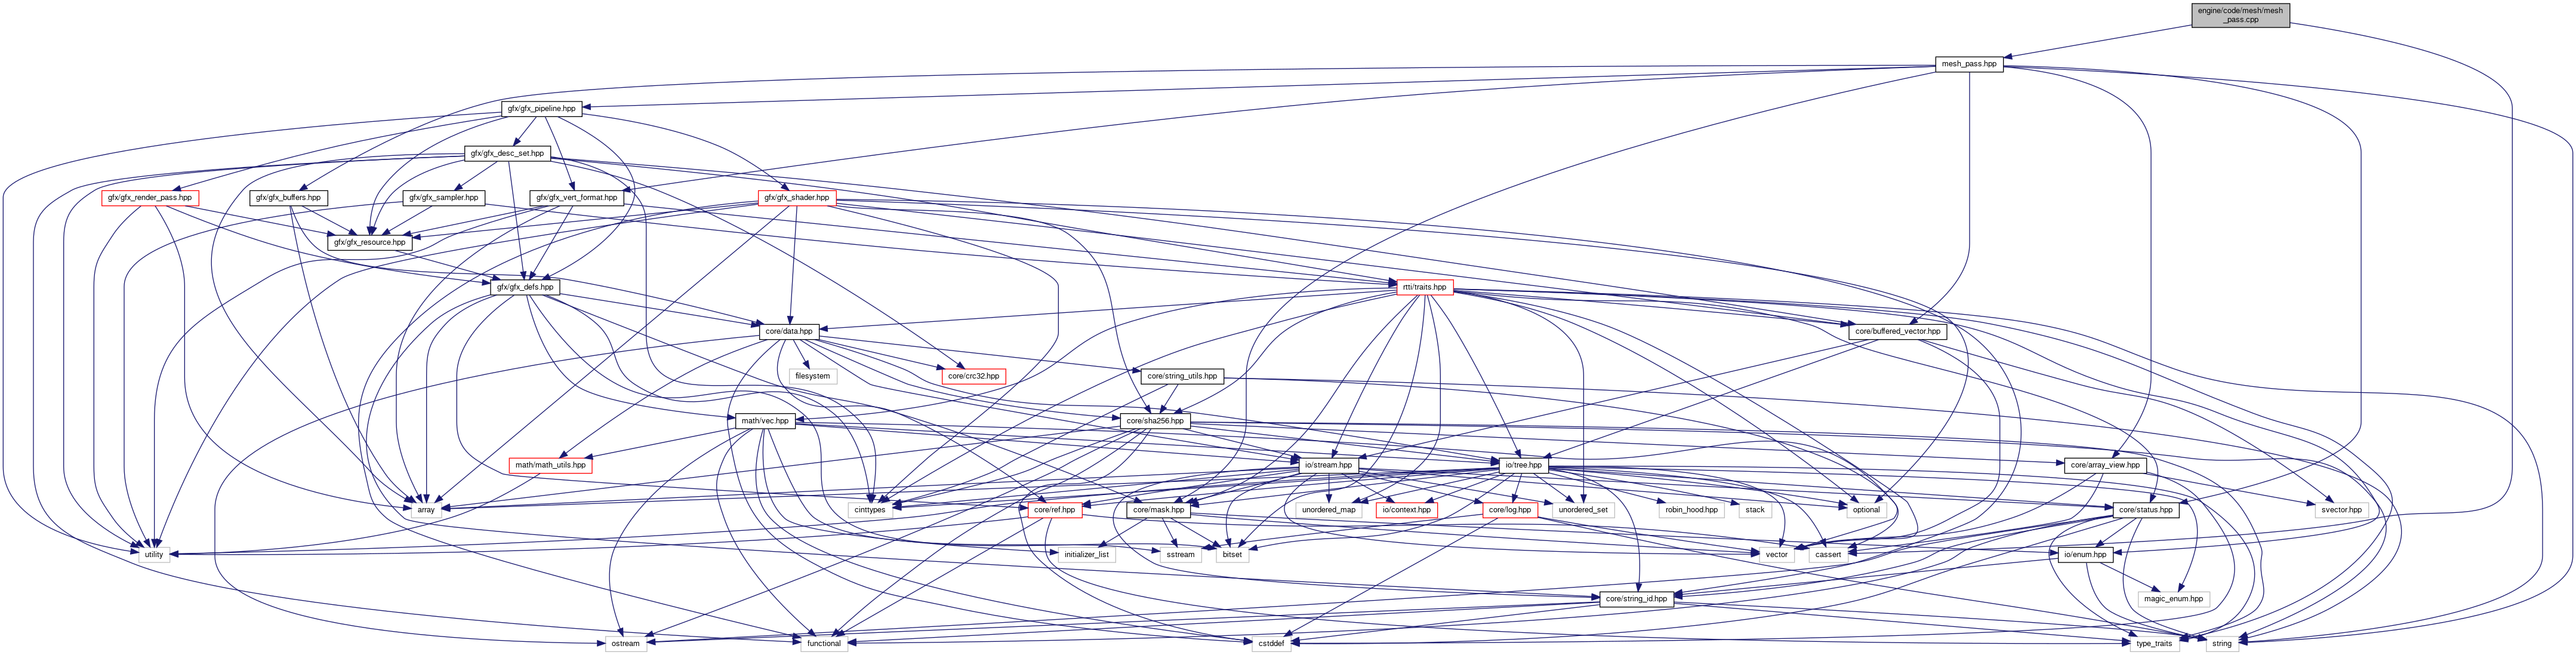 engine/code/mesh/mesh
_pass.cpp
mesh_pass.hpp
gfx/gfx_pipeline.hpp
gfx/gfx_desc_set.hpp
gfx/gfx_render_pass.hpp
gfx/gfx_buffers.hpp
gfx/gfx_sampler.hpp
gfx/gfx_vert_format.hpp
gfx/gfx_shader.hpp
gfx/gfx_resource.hpp
gfx/gfx_defs.hpp
rtti/traits.hpp
core/data.hpp
core/buffered_vector.hpp
filesystem
core/crc32.hpp
core/string_utils.hpp
math/vec.hpp
core/sha256.hpp
math/math_utils.hpp
io/stream.hpp
io/tree.hpp
core/array_view.hpp
array
cinttypes
core/ref.hpp
core/mask.hpp
unordered_map
io/context.hpp
core/log.hpp
unordered_set
robin_hood.hpp
stack
optional
core/status.hpp
svector.hpp
utility
initializer_list
sstream
bitset
vector
cassert
io/enum.hpp
core/string_id.hpp
magic_enum.hpp
ostream
functional
cstddef
type_traits
string